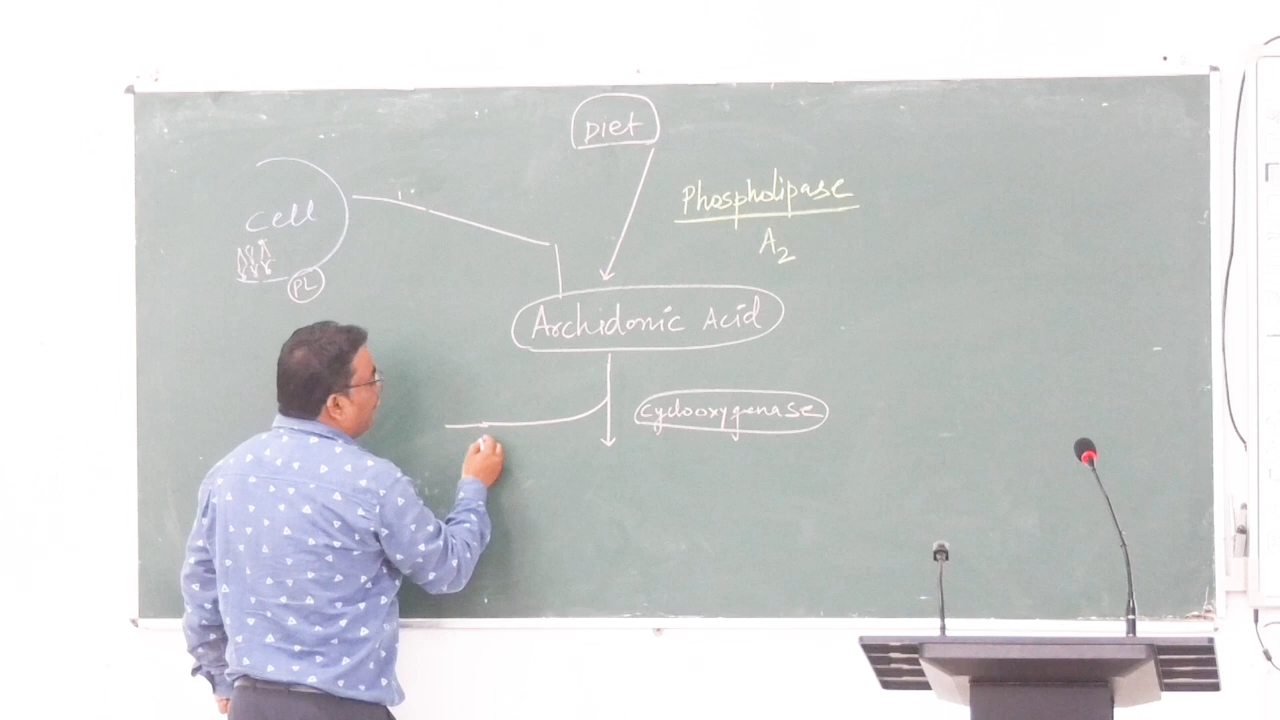 Diet
Phospholipase
A2
Cell
PL
Archidonic Acid
Cyclooxygenase